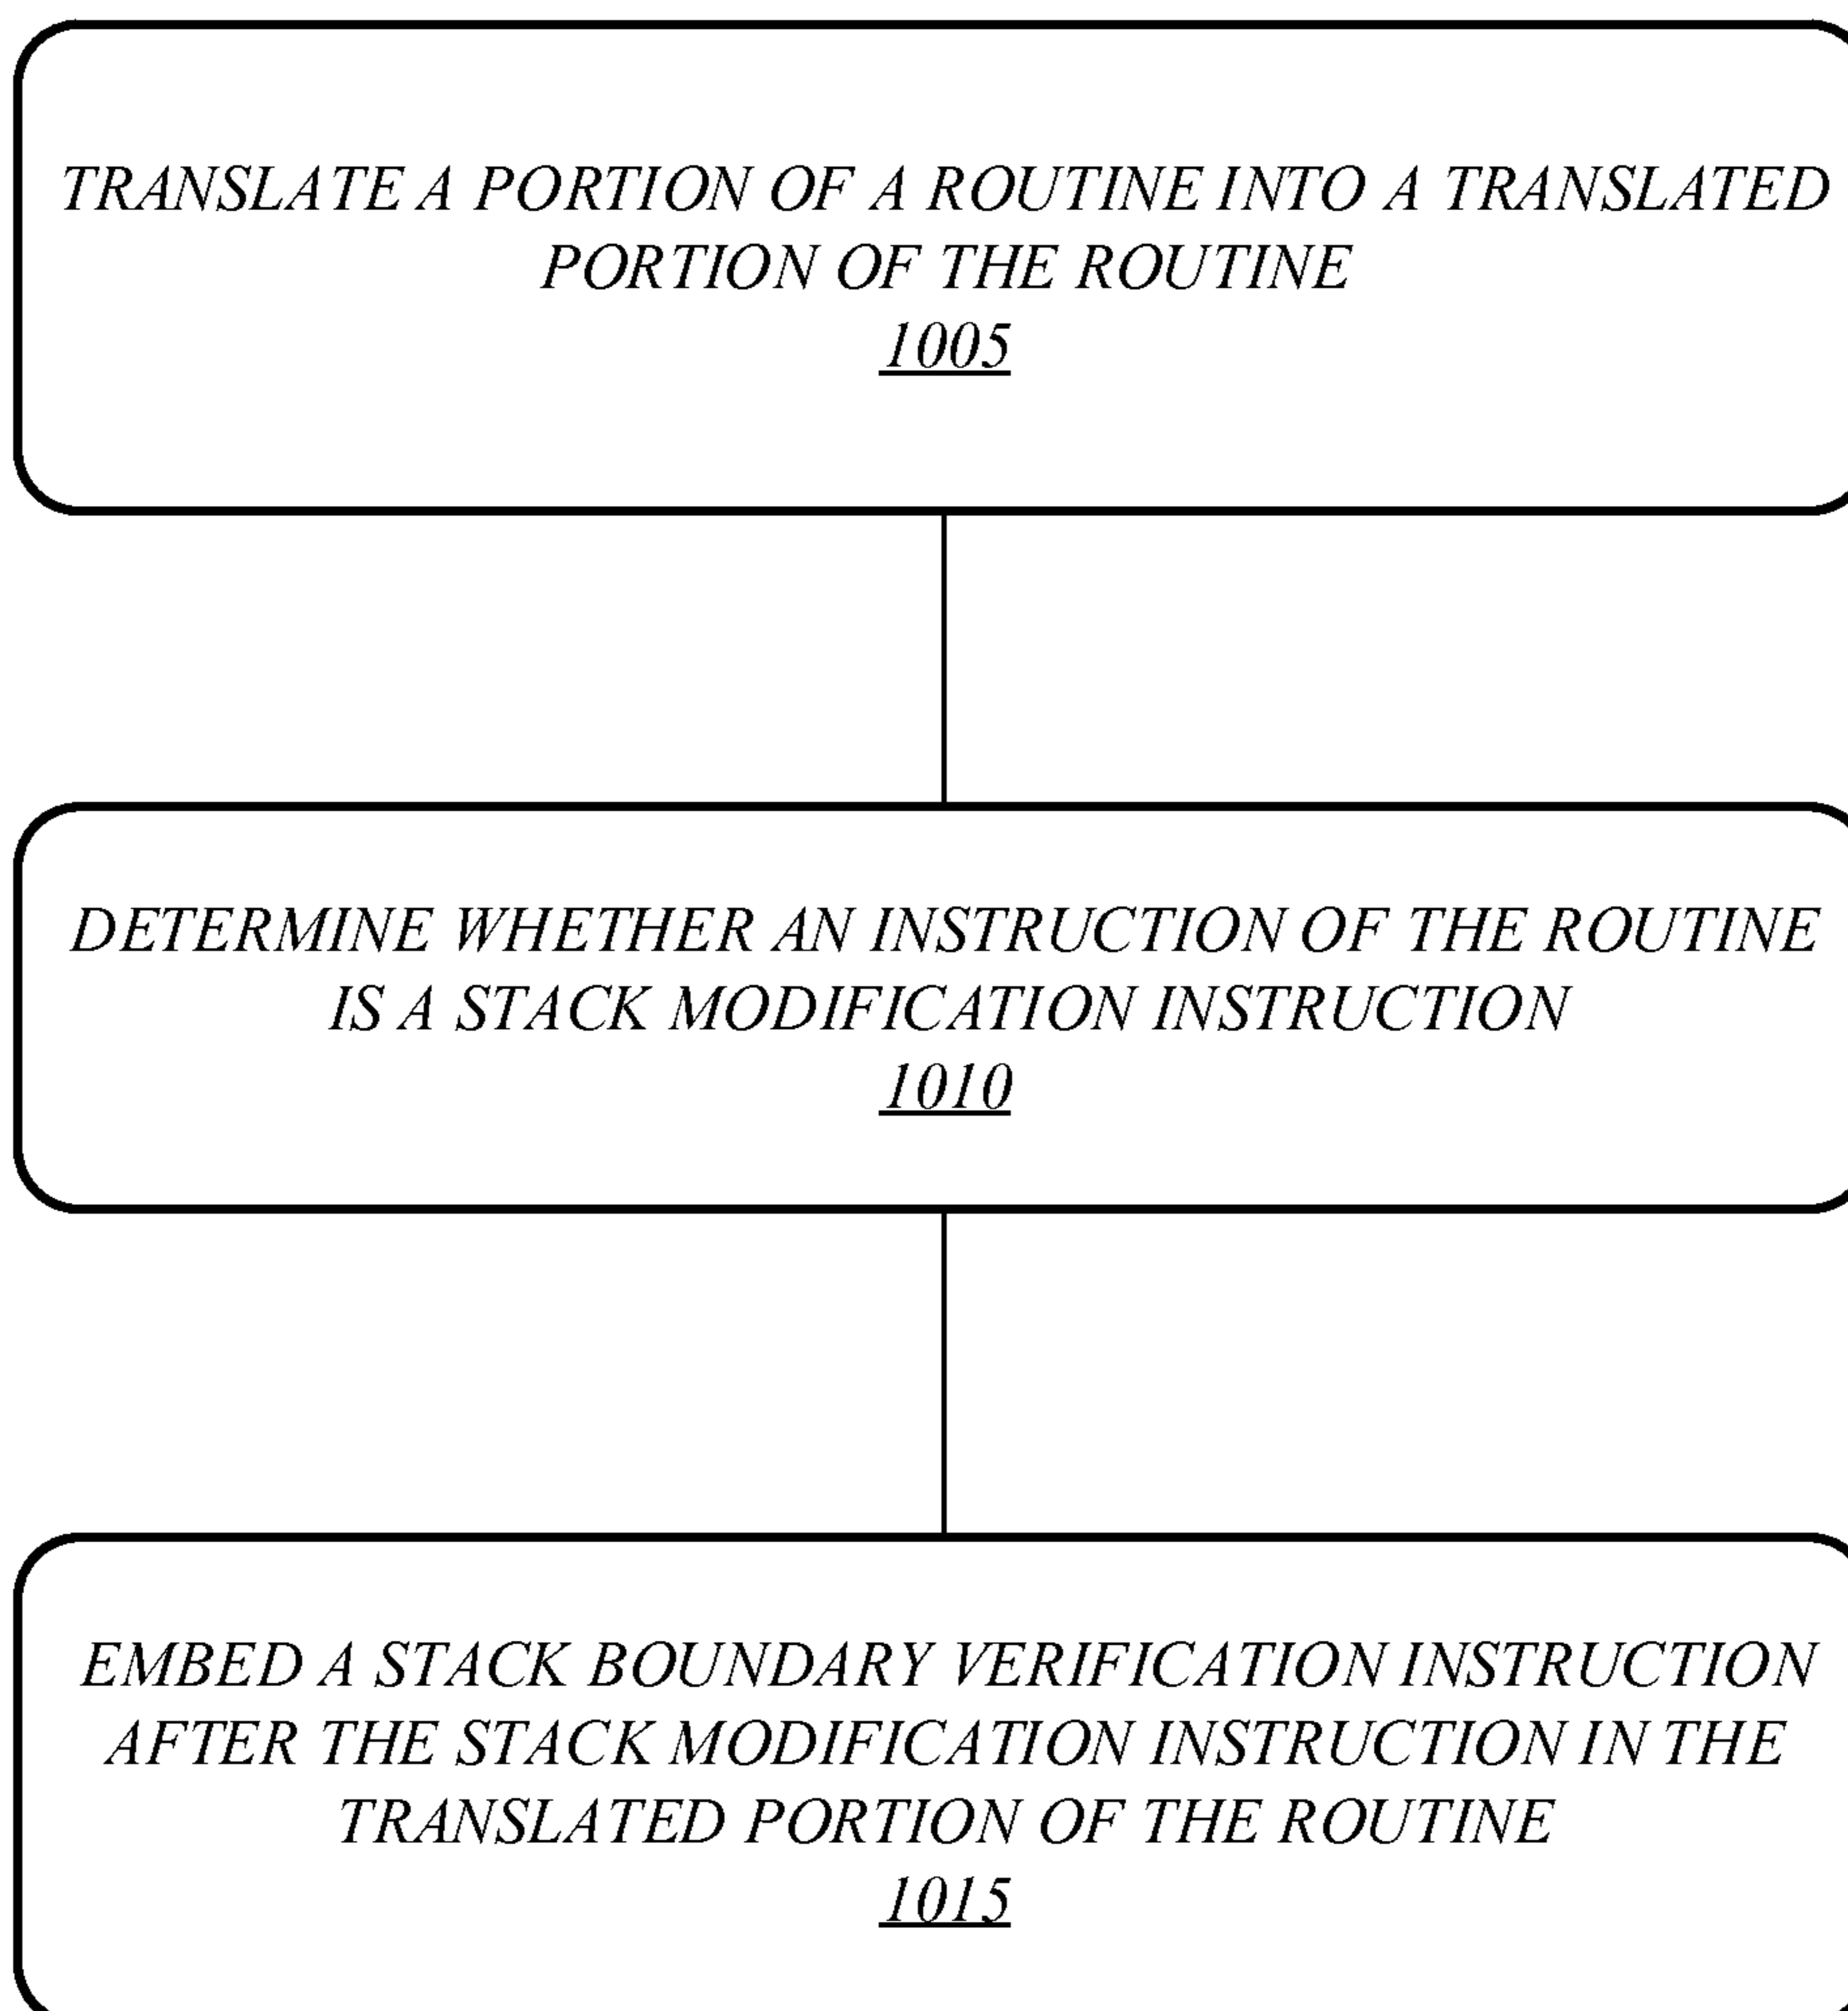 TRANSLATE A PORTION OF A ROUTINE INTO A TRANSLATED
PORTION OF THE ROUTINE
1005
DETERMINE WHETHER AN INSTRUCTION OF THE ROUTINE
IS A STACK MODIFICATION INSTRUCTION
1010
EMBED A STACK BOUNDARY VERIFICATION INSTRUCTION
AFTER THE STACK MODIFICATION INSTRUCTION IN THE
TRANSLATED PORTION OF THE ROUTINE
1015